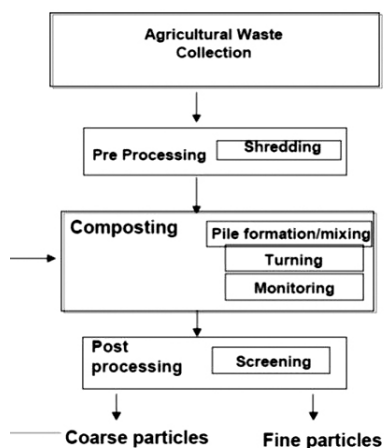 Agricultural Waste
Collection
Pre Processing
Shredding
Composting
Pile formation/mixing
Turning
Monitoring
Post
processing
Screening
Coarse particles
Fine particles